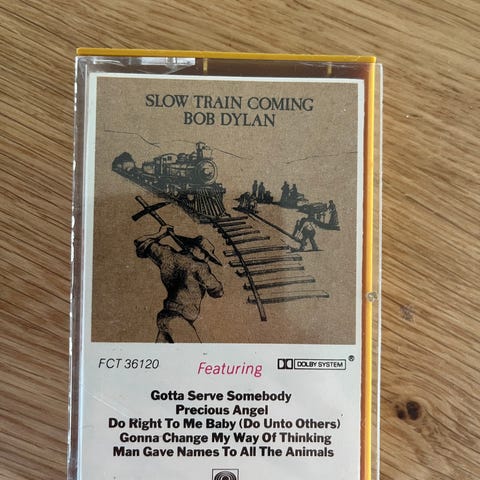 SLOW TRAIN COMING
BOB DYLAN
FCT 36120
Featuring
DOLBY SYSTEM ®
Gotta Serve Somebody
Precious Angel
Do Right To Me Baby (Do Unto Others)
Gonna Change My Way Of Thinking
Man Gave Names To All The Animals